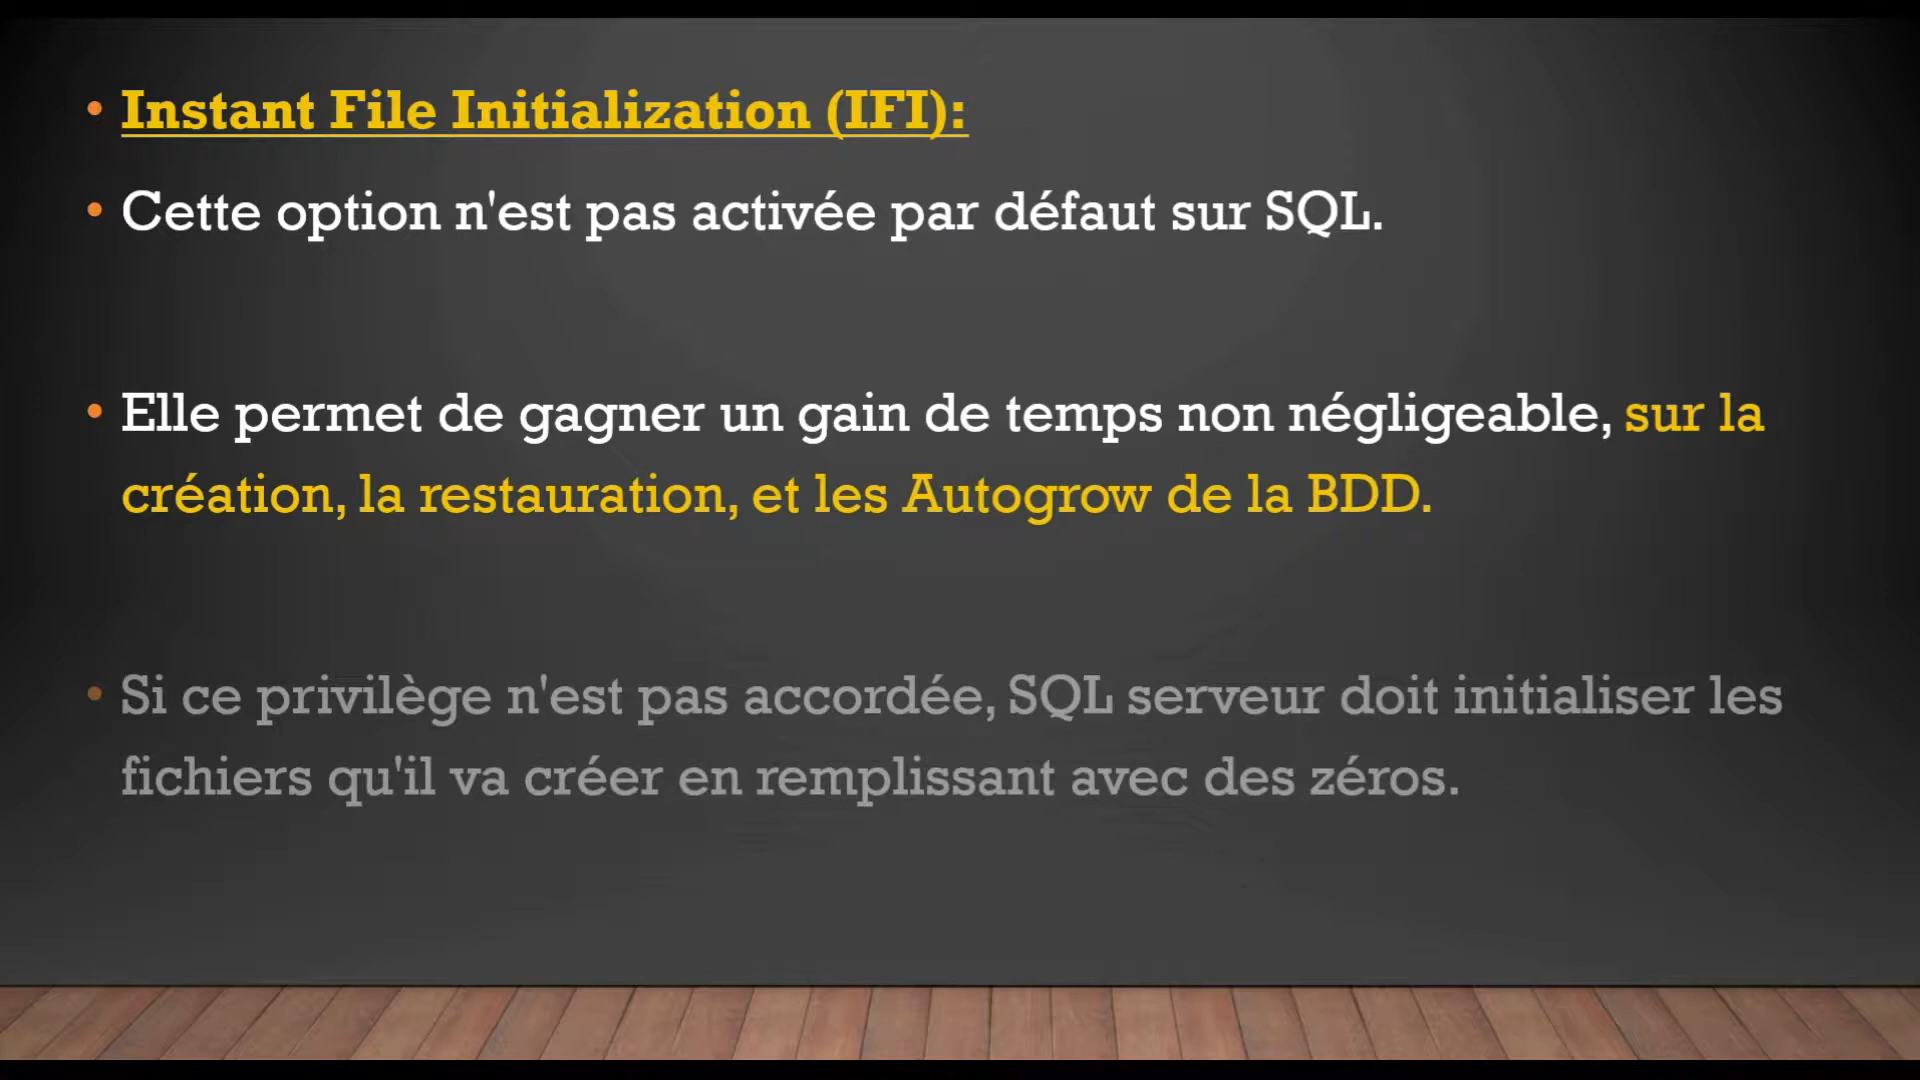 • Instant File Initialization (IFI):
• Cette option n'est pas activée par défaut sur SQL.
• Elle permet de gagner un gain de temps non négligeable, sur la
création, la restauration, et les Autogrow de la BDD.
• Si ce privilège n'est pas accordée, SQL serveur doit initialiser les
fichiers qu'il va créer en remplissant avec des zéros.